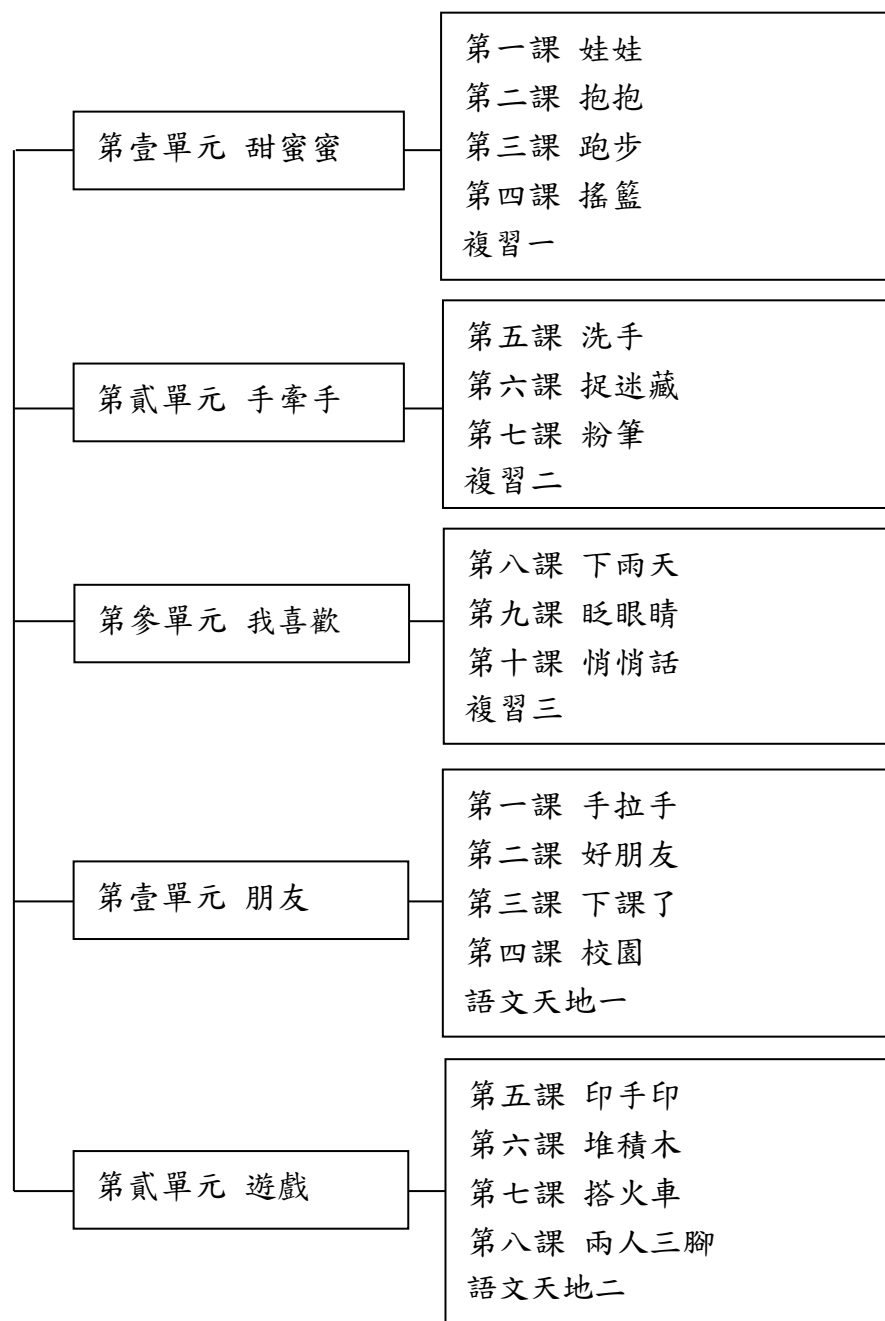 第壹單元 甜蜜蜜
第一課 娃娃
第二課 抱抱
第三課 跑步
第四課 搖籃
複習一
第貳單元 手牽手
第五課 洗手
第六課 捉迷藏
第七課 粉筆
複習二
第參單元 我喜歡
第八課 下雨天
第九課 眨眼睛
第十課 悄悄話
複習三
第壹單元 朋友
第一課 手拉手
第二課 好朋友
第三課 下課了
第四課 校園
語文天地一
第貳單元 遊戲
第五課 印手印
第六課 堆積木
第七課 搭火車
第八課 兩人三腳
語文天地二